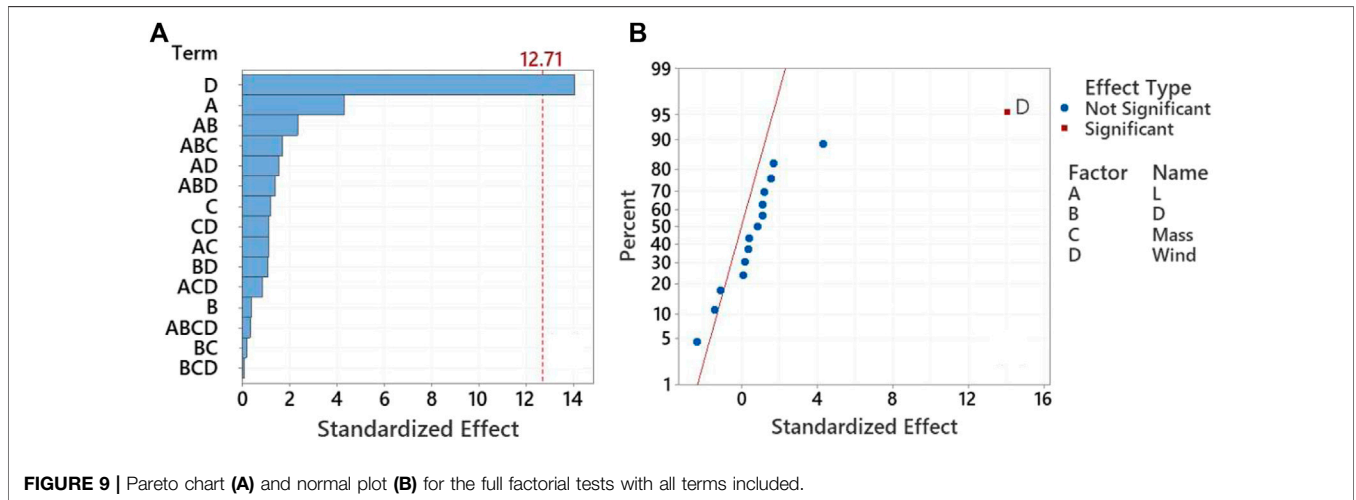 A
Term
12.71
D
A
AB
ABC
AD
ABD
C
CD
AC
BD
ACD
B
ABCD
BC
BCD
0 2 4 6 8 10 12 14
Standardized Effect
B
99
95
90
80
70
60
50
40
30
20
10
5
1
Percent
D
0 4 8 12 16
Standardized Effect
Effect Type
Not Significant
Significant
Factor Name
A L
B D
C Mass
D Wind
FIGURE 9 | Pareto chart (A) and normal plot (B) for the full factorial tests with all terms included.